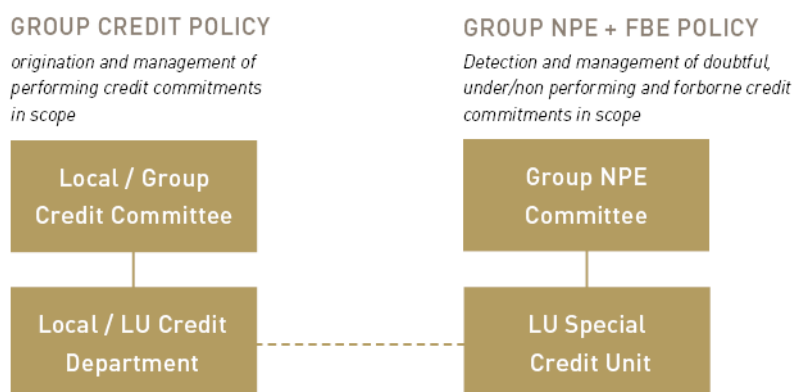 GROUP CREDIT POLICY
origination and management of
performing credit commitments
in scope
Local / Group
Credit Committee
Local / LU Credit
Department
GROUP NPE + FBE POLICY
Detection and management of doubtful,
under/non performing and forborne credit
commitments in scope
Group NPE
Committee
LU Special
Credit Unit